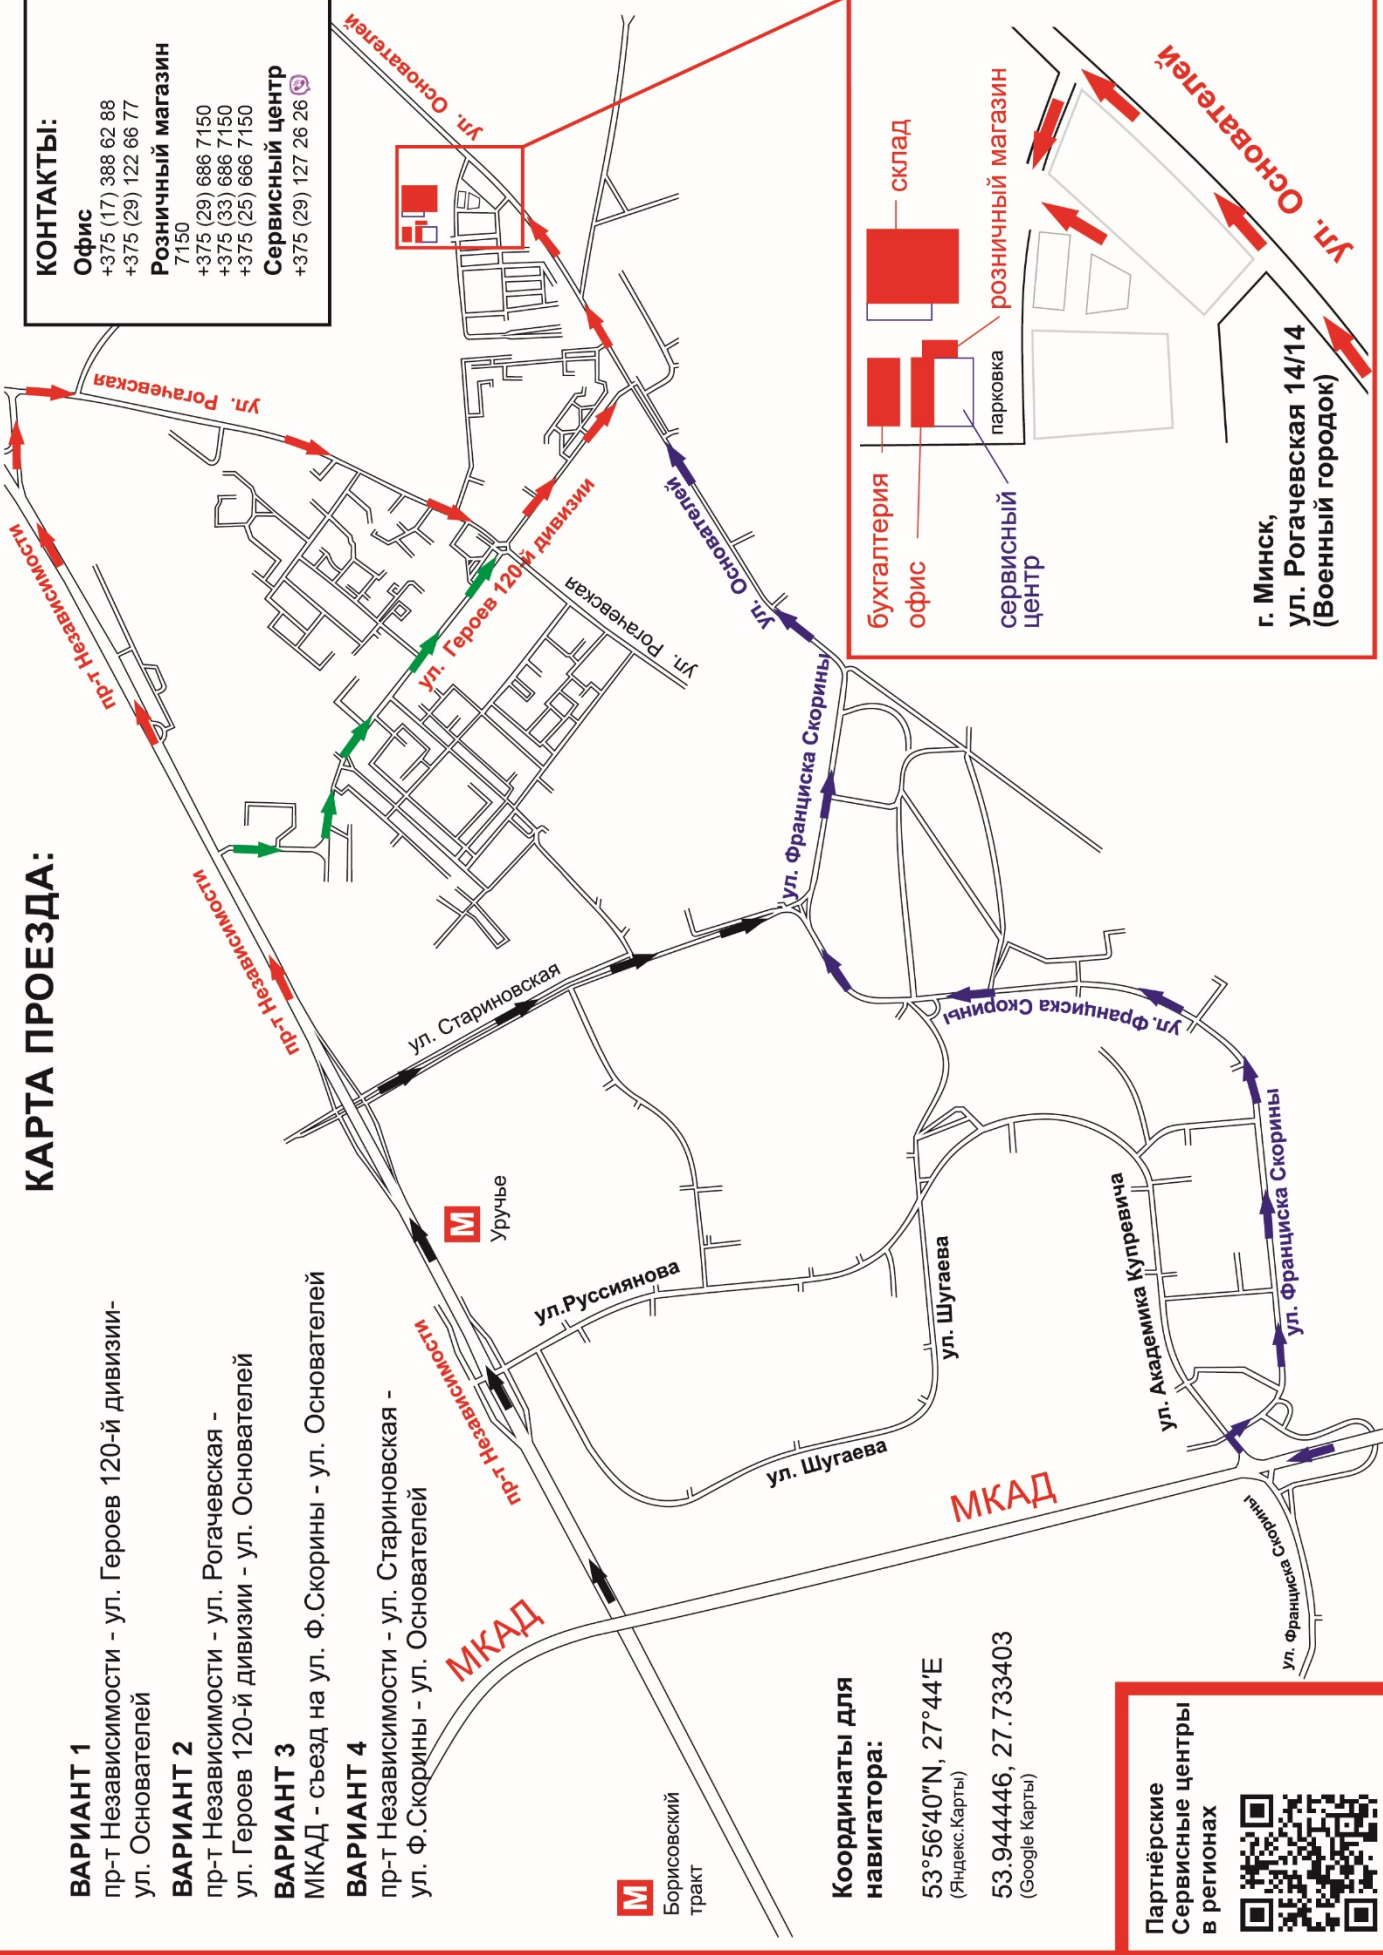 КАРТА ПРОЕЗДА:
ВАРИАНТ 1
пр-т Независимости - ул. Героев 120-й дивизии-
ул. Основателей
ВАРИАНТ 2
пр-т Независимости - ул. Рогачевская -
ул. Героев 120-й дивизии - ул. Основателей
ВАРИАНТ 3
МКАД - съезд на ул. Ф.Скорины - ул. Основателей
ВАРИАНТ 4
пр-т Независимости - ул. Стариновская -
ул. Ф.Скорины - ул. Основателей
КОНТАКТЫ:
Офис
+375 (17) 388 62 88
+375 (29) 122 66 77
Розничный магазин
7150
+375 (29) 686 7150
+375 (33) 686 7150
+375 (25) 666 7150
Сервисный центр
+375 (29) 127 26 26
пр-т Независимости
пр-т Независимости
пр-т Независимости
пр-т Независимости
ул. Рогачевская
ул. Основателей
ул. Героев 120-й дивизии
ул. Рогачевская
ул. Стариновская
М
Уручье
ул.Руссиянова
ул. Основателей
ул. Франциска Скорины
ул. Франциска Скорины
ул. Франциска Скорины
ул. Шугаева
ул. Шугаева
ул. Академика Купревича
МКАД
МКАД
ул. Франциска Скорины
М
Борисовский
тракт
Координаты для
навигатора:
53°56'40"N, 27°44'E
(Яндекс.Карты)
53.944446, 27.733403
(Google Карты)
Партнёрские
Сервисные центры
в регионах
бухгалтерия
офис
сервисный
центр
склад
розничный магазин
парковка
ул. Основателей
г. Минск,
ул. Рогачевская 14/14
(Военный городок)